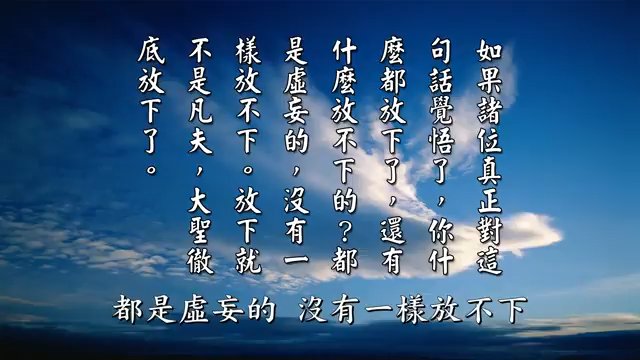 如果諸位真正對這
句話覺悟了，你什
麼都放下了，還有
什麼放不下的？都
是虛妄的，沒有一
樣放不下。放下就
不是凡夫，大聖徹
底放下了。
都是虛妄的 沒有一樣放不下